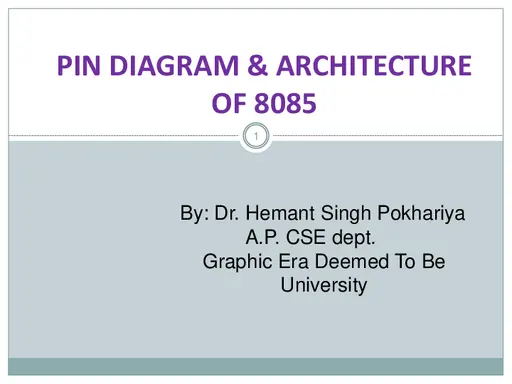 PIN DIAGRAM & ARCHITECTURE
OF 8085
1
By: Dr. Hemant Singh Pokhariya
A.P. CSE dept.
Graphic Era Deemed To Be
University